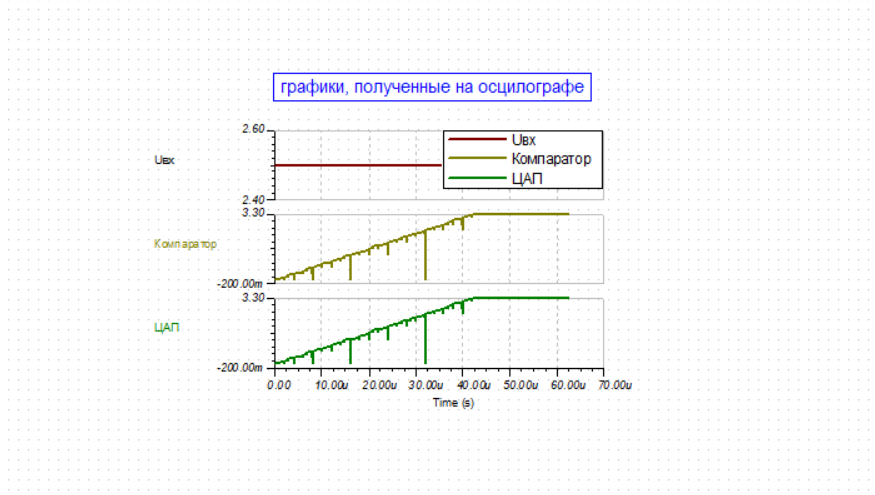 графики, полученные на осцилографе
2.60
Uвх
Uвх
Компаратор
ЦАП
2.40
3.30
Компаратор
-200.00m
3.30
ЦАП
-200.00m
0.00 10.00u 20.00u 30.00u 40.00u 50.00u 60.00u 70.00u
Time (s)